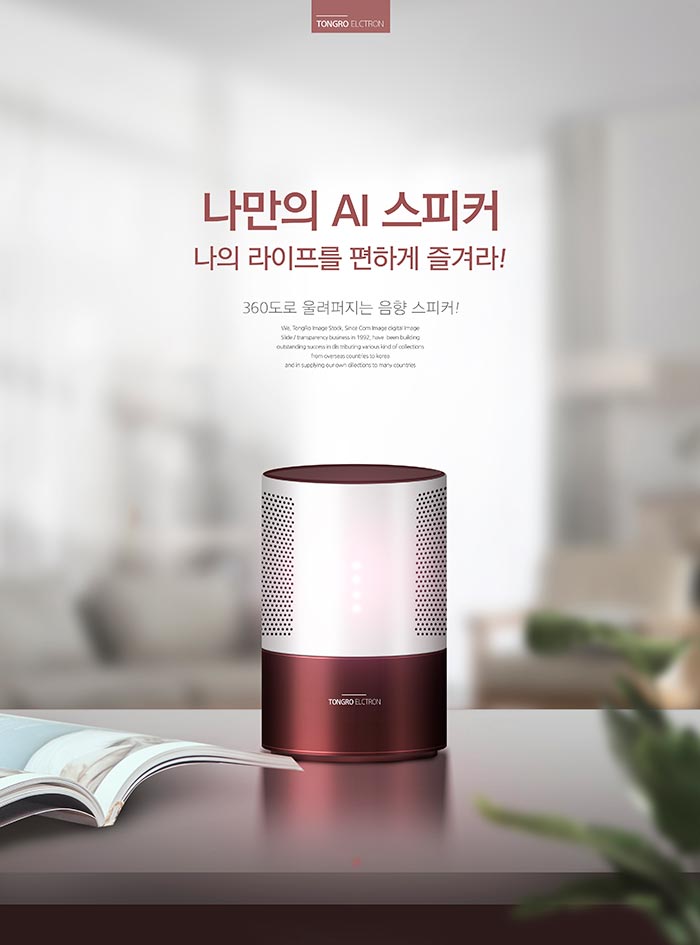 TONGRO ELCTRON
나만의 AI 스피커
나의 라이프를 편하게 즐겨라!
360도로 울려퍼지는 음향 스피커!
We, TongRo Image Stock, Since Corn Image digital Image
Slide / transparency business in 1992, have been building
outstanding success in distributing various kind of collections
from overseas countries to korea
and in supplying our own dilections to many countries
TONGRO ELCTRON